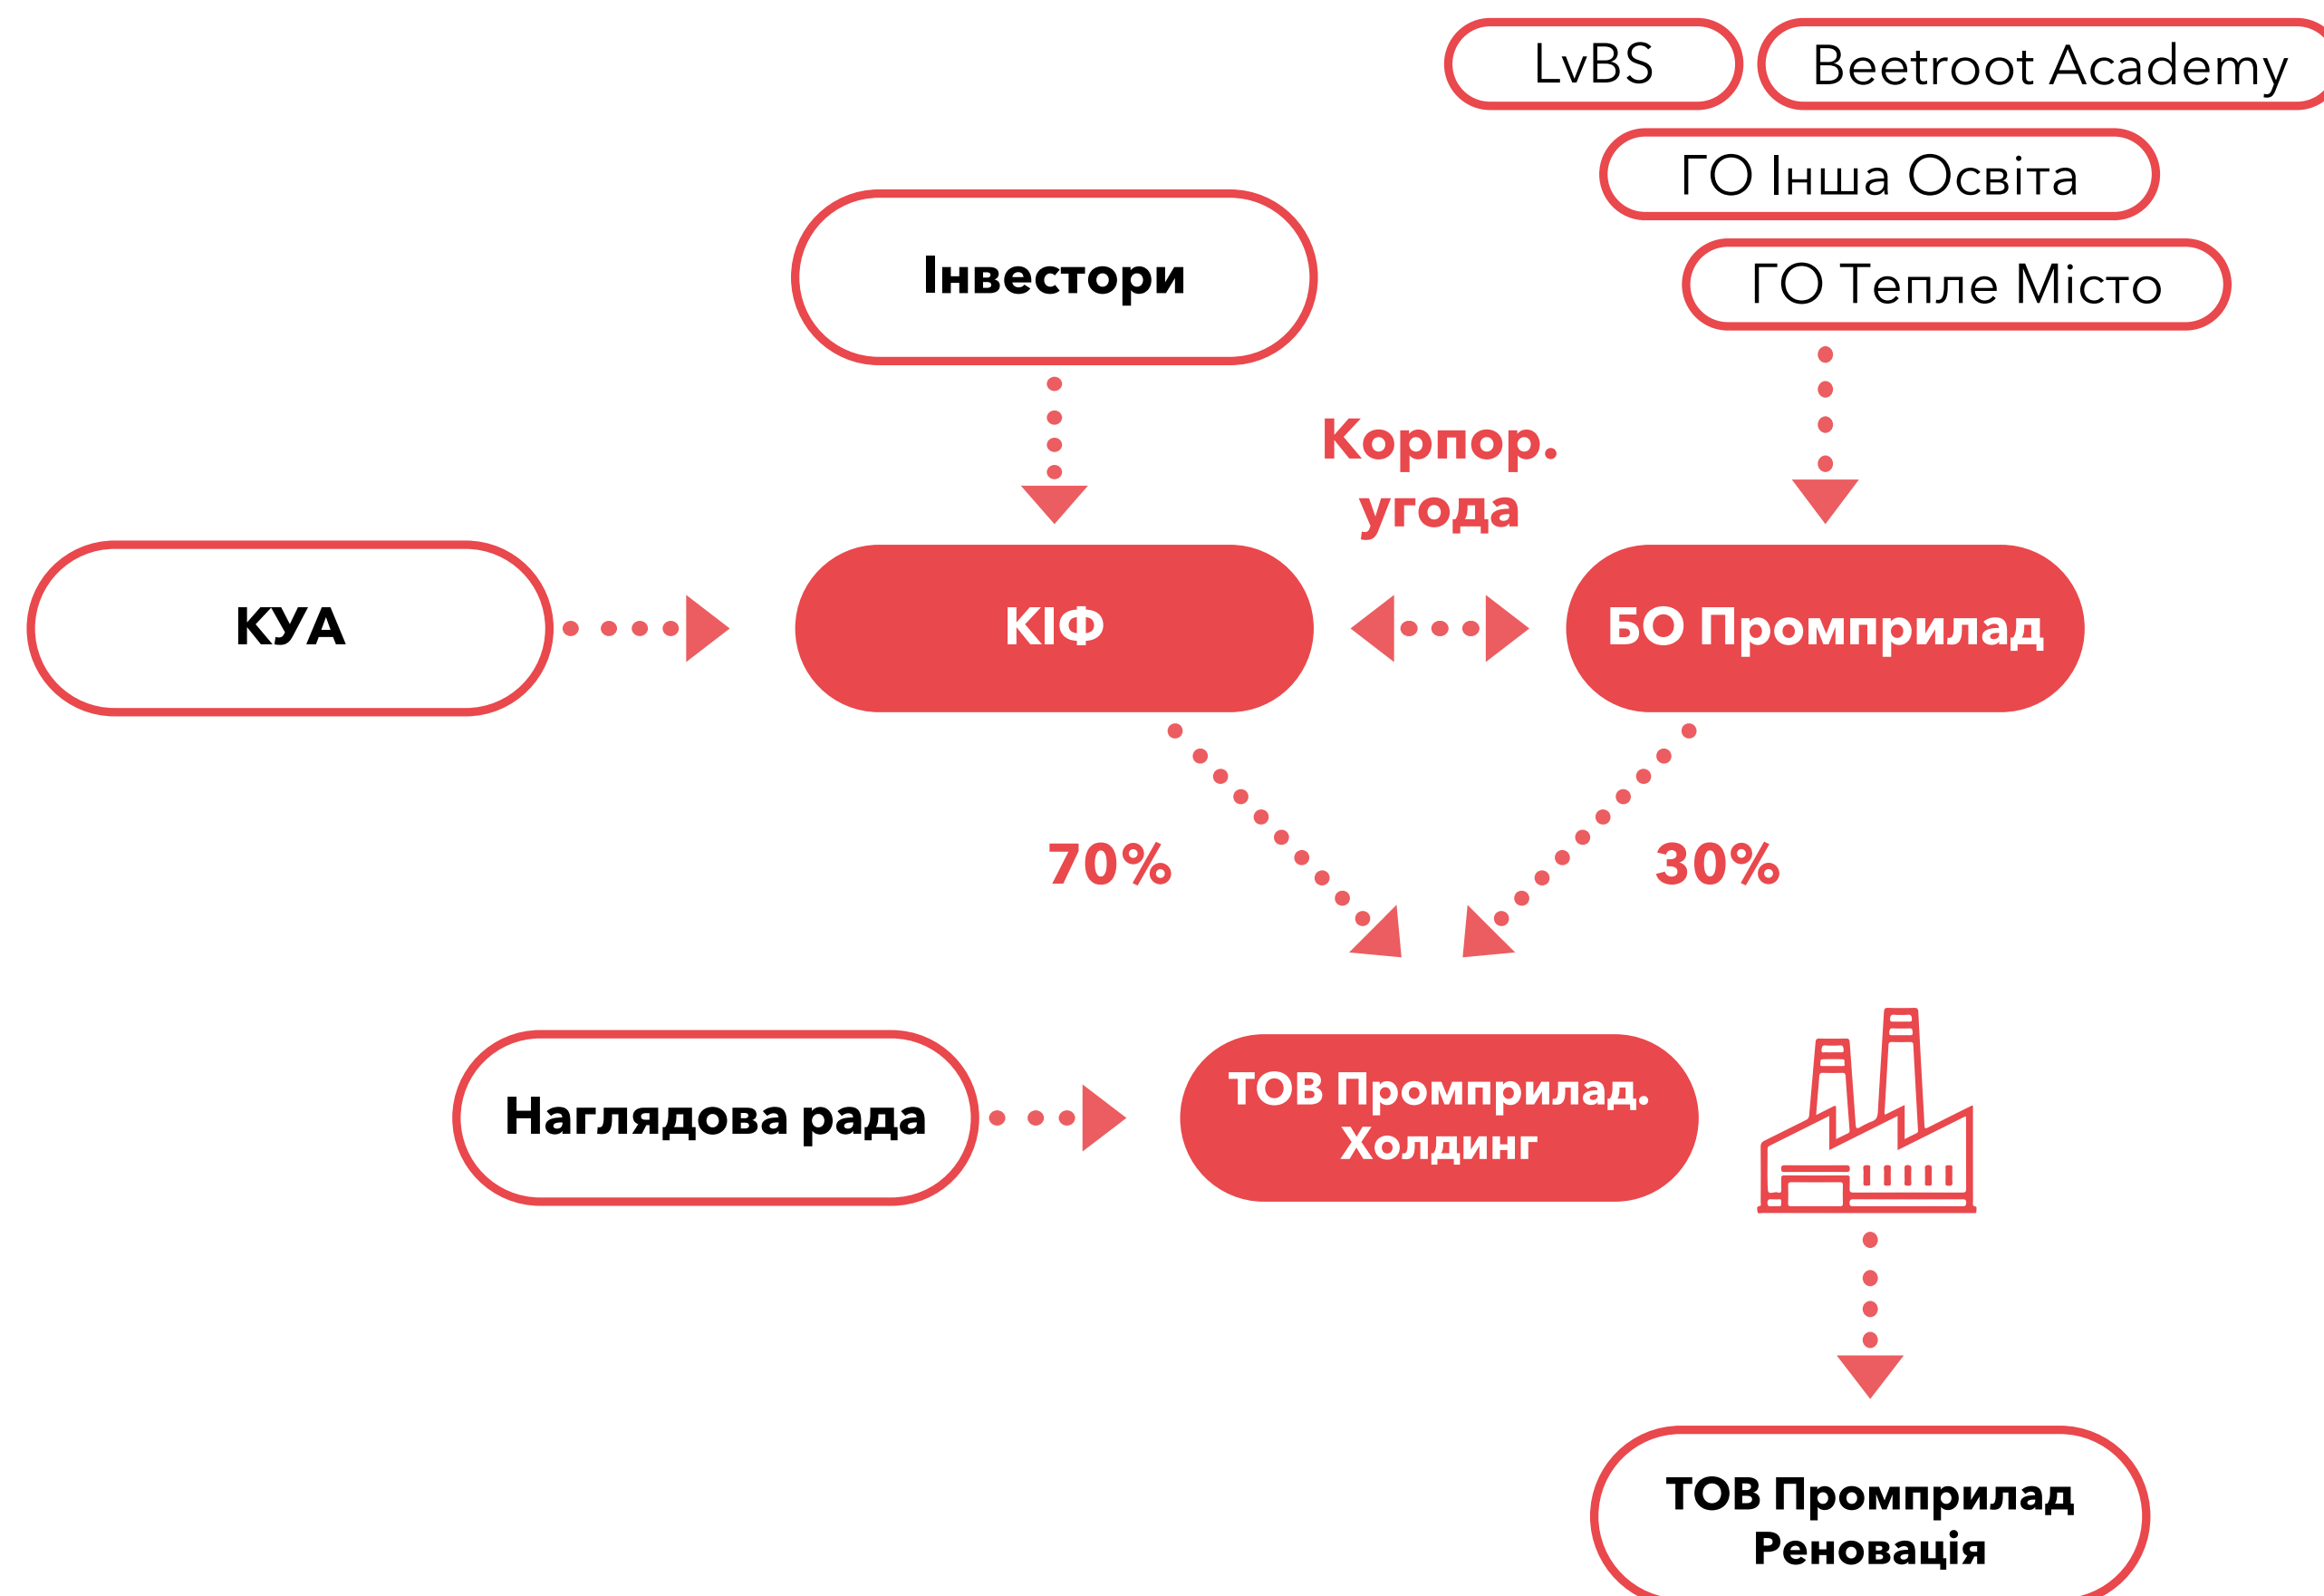 LvBS
Beetroot Academy
ГО Інша Освіта
ГО Тепле Місто
Інвестори
Корпор.
угода
КУА
КІФ
БО Промприлад
70%
30%
Наглядова рада
ТОВ Промприлад.
Холдинг
ТОВ Промприлад
Реновація